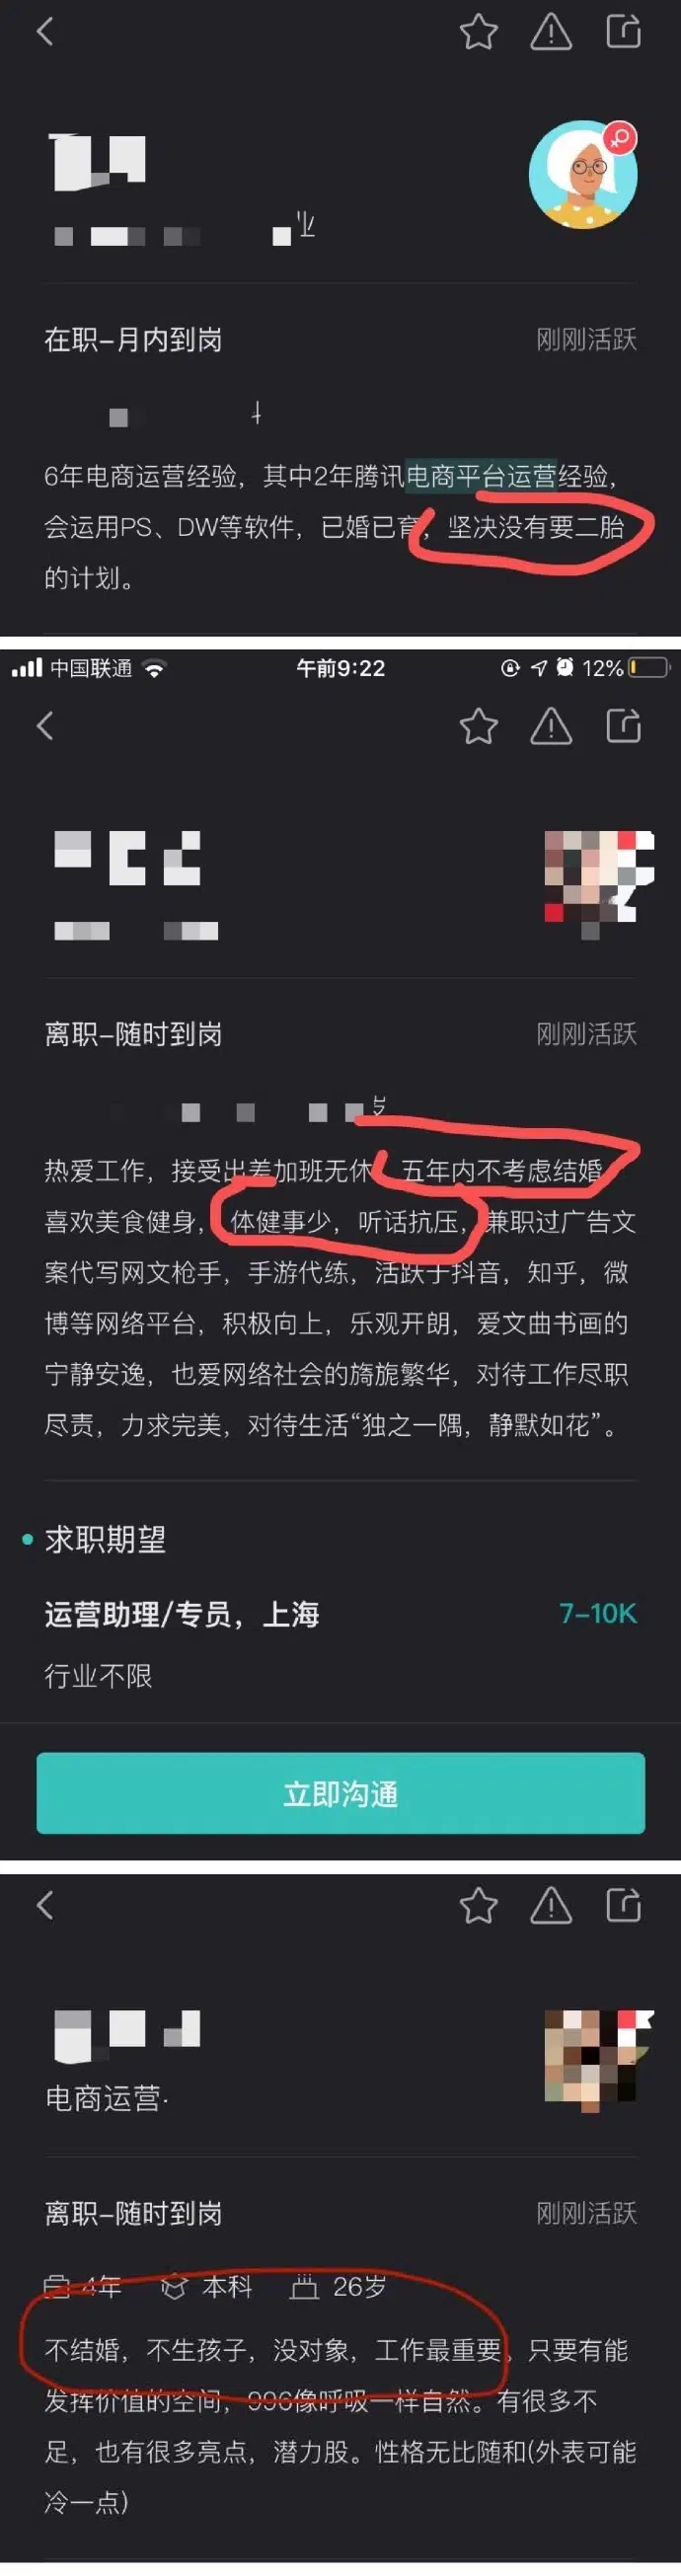 在职-月内到岗
刚刚活跃
6年电商运营经验，其中2年腾讯电商平台运营经验，
会运用PS、DW等软件，已婚已育，坚决没有要二胎
的计划。
中国联通
午前9:22
12%
离职-随时到岗
刚刚活跃
热爱工作，接受出差加班无休，五年内不考虑结婚
喜欢美食健身，体健事少，听话抗压，兼职过广告文
案代写网文枪手，手游代练，活跃于抖音，知乎，微
博等网络平台，积极向上，乐观开朗，爱文曲书画的
宁静安逸，也爱网络社会的旖旎繁华，对待工作尽职
尽责，力求完美，对待生活“独之一隅，静默如花”。
求职期望
运营助理/专员，上海
7-10K
行业不限
立即沟通
电商运营·
离职-随时到岗
刚刚活跃
4年 本科 26岁
不结婚，不生孩子，没对象，工作最重要。只要有能
发挥价值的空间，996像呼吸一样自然。有很多不
足，也有很多亮点，潜力股。性格无比随和(外表可能
冷一点)